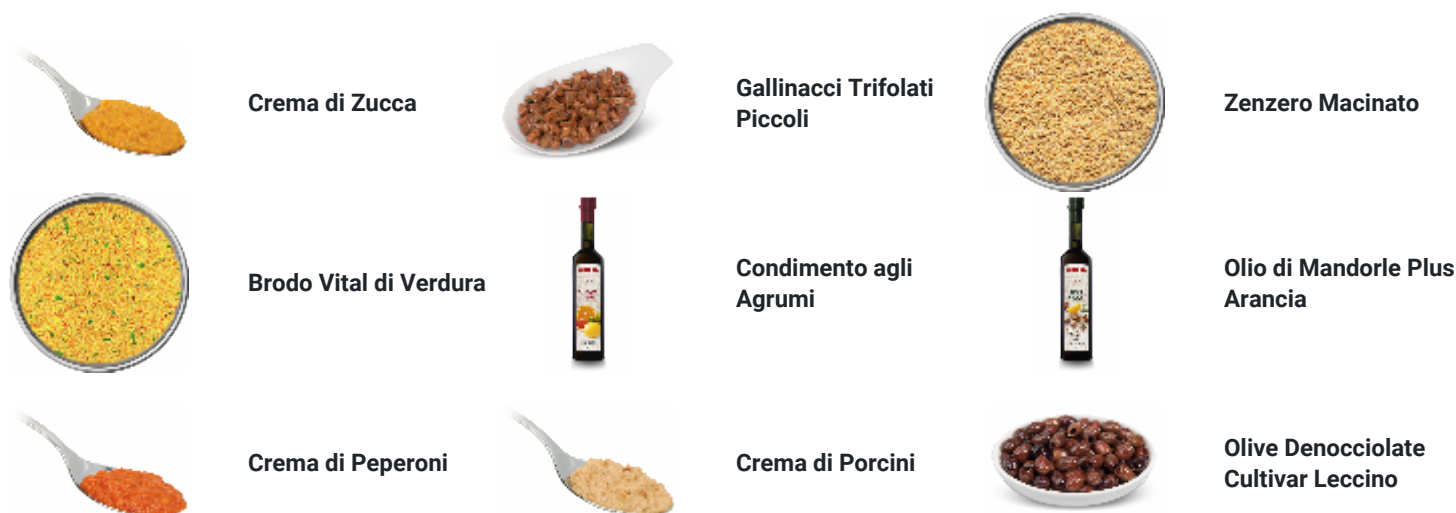 Crema di Zucca
Gallinacci Trifolati
Piccoli
Zenzero Macinato
Brodo Vital di Verdura
Condimento agli
Agrumi
Olio di Mandorle Plus
Arancia
Crema di Peperoni
Crema di Porcini
Olive Denocciolate
Cultivar Leccino